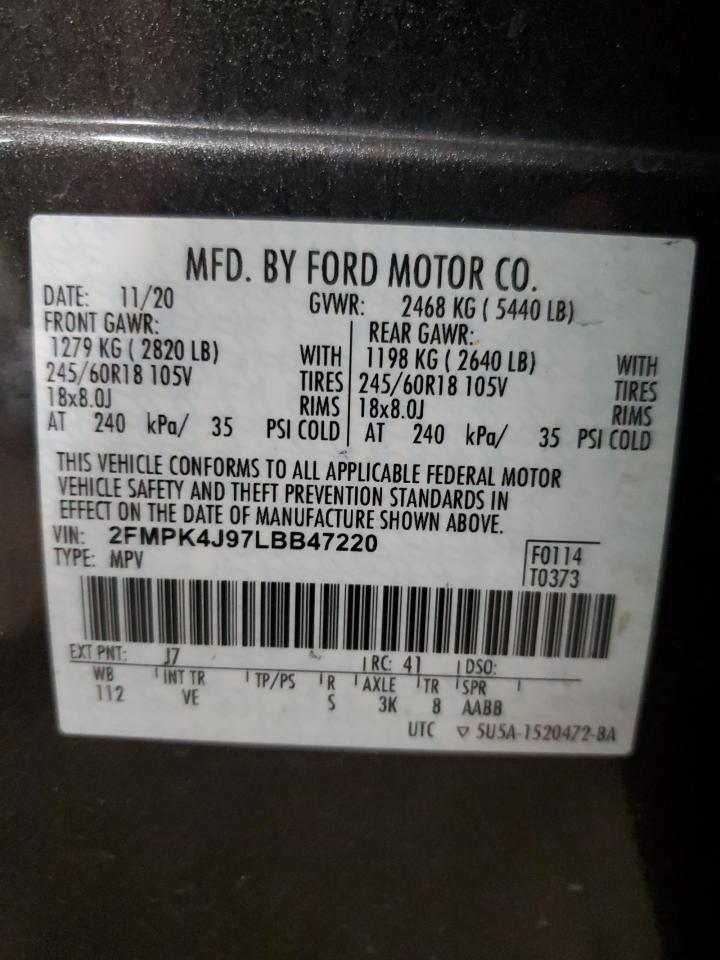 MFD. BY FORD MOTOR CO.
DATE: 11/20 GVWR: 2468 KG ( 5440 LB)
FRONT GAWR: REAR GAWR:
1279 KG ( 2820 LB) WITH 1198 KG ( 2640 LB) WITH
245/60R18 105V TIRES 245/60R18 105V TIRES
18x8.0J RIMS 18x8.0J RIMS
AT 240 kPa/ 35 PSI COLD AT 240 kPa/ 35 PSI COLD
THIS VEHICLE CONFORMS TO ALL APPLICABLE FEDERAL MOTOR
VEHICLE SAFETY AND THEFT PREVENTION STANDARDS IN
EFFECT ON THE DATE OF MANUFACTURE SHOWN ABOVE.
VIN: 2FMPK4J97LBB47220
TYPE: MPV F0114
T0373
EXT PNT: J7 RC: 41 DSO:
WB INT TR TP/PS R AXLE TR SPR
112 VE S 3K 8 AABB
UTC ▽ 5U5A-1520472-BA